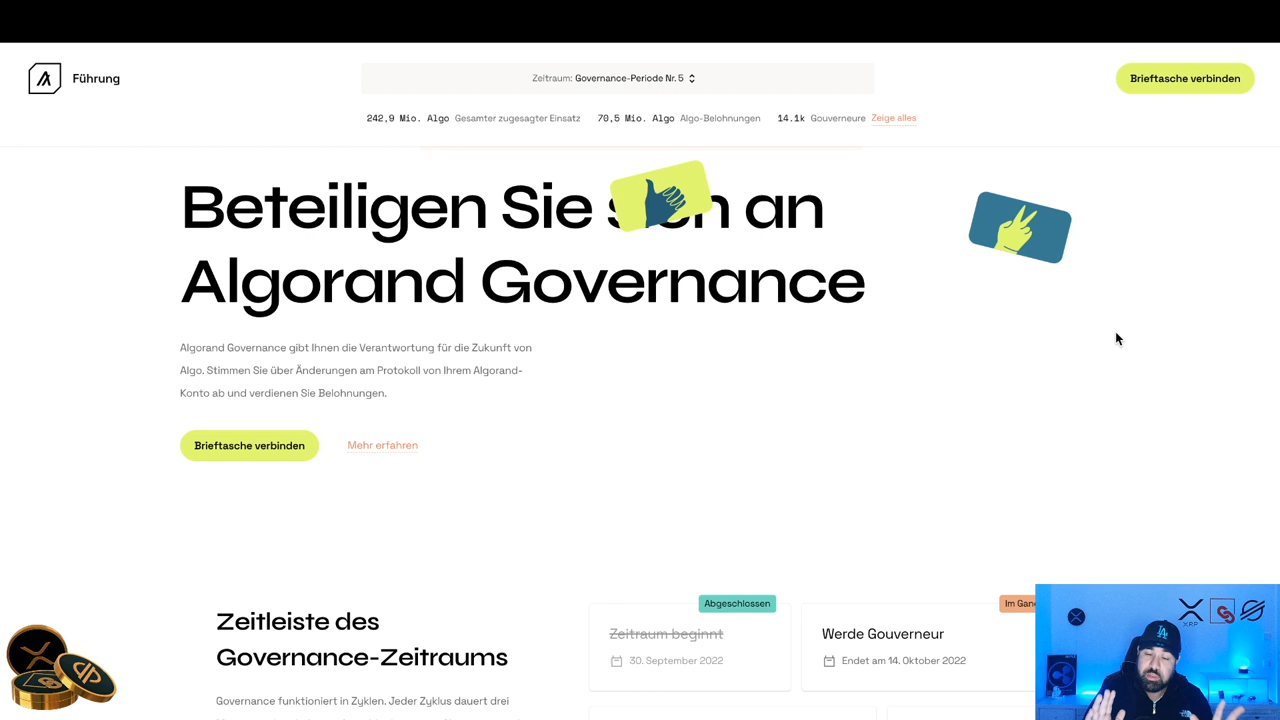 Führung
Zeitraum: Governance-Periode Nr. 5
Brieftasche verbinden
242,9 Mio. Algo Gesamter zugesagter Einsatz 70,5 Mio. Algo Algo-Belohnungen 14.1k Gouverneure Zeige alles
Beteiligen Sie an
Algorand Governance
Algorand Governance gibt Ihnen die Verantwortung für die Zukunft von
Algo. Stimmen Sie über Änderungen am Protokoll von Ihrem Algorand-
Konto ab und verdienen Sie Belohnungen.
Brieftasche verbinden Mehr erfahren
Zeitleiste des
Governance-Zeitraums
Governance funktioniert in Zyklen. Jeder Zyklus dauert drei
Abgeschlossen
Zeitraum beginnt
30. September 2022
Im
Werde Gouverneur
Endet am 14. Oktober 2022
XRP
LA